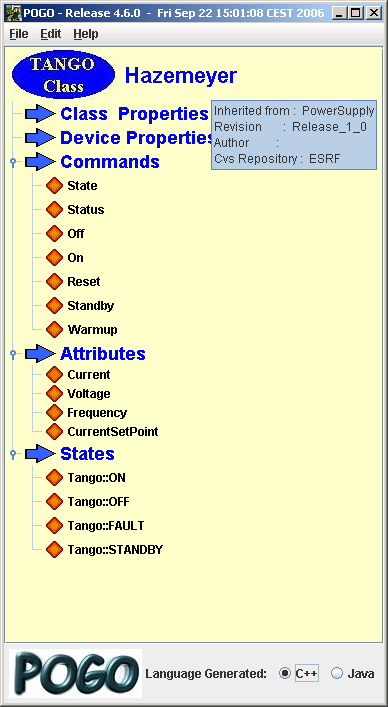 POGO - Release 4.6.0 - Fri Sep 22 15:01:08 CEST 2006
File Edit Help
TANGO
Class
Hazemeyer
Class Properties
Inherited from : PowerSupply
Revision : Release_1_0
Author :
Cvs Repository : ESRF
Device Properties
Commands
State
Status
Off
On
Reset
Standby
Warmup
Attributes
Current
Voltage
Frequency
CurrentSetPoint
States
Tango::ON
Tango::OFF
Tango::FAULT
Tango::STANDBY
POGO Language Generated: C++ Java